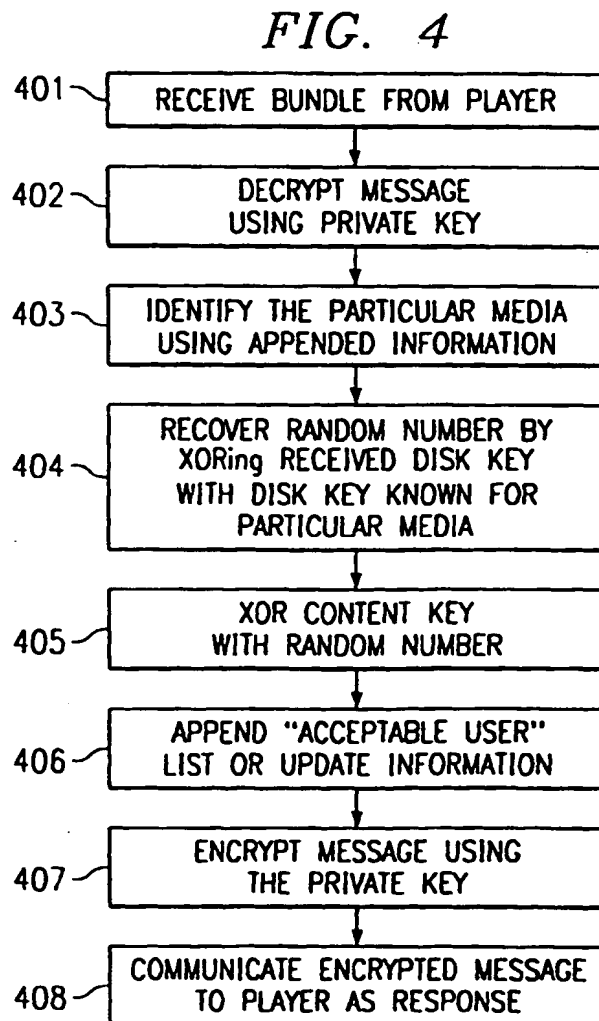 FIG. 4
401
RECEIVE BUNDLE FROM PLAYER
402
DECRYPT MESSAGE
USING PRIVATE KEY
403
IDENTIFY THE PARTICULAR MEDIA
USING APPENDED INFORMATION
404
RECOVER RANDOM NUMBER BY
XORing RECEIVED DISK KEY
WITH DISK KEY KNOWN FOR
PARTICULAR MEDIA
405
XOR CONTENT KEY
WITH RANDOM NUMBER
406
APPEND "ACCEPTABLE USER"
LIST OR UPDATE INFORMATION
407
ENCRYPT MESSAGE USING
THE PRIVATE KEY
408
COMMUNICATE ENCRYPTED MESSAGE
TO PLAYER AS RESPONSE